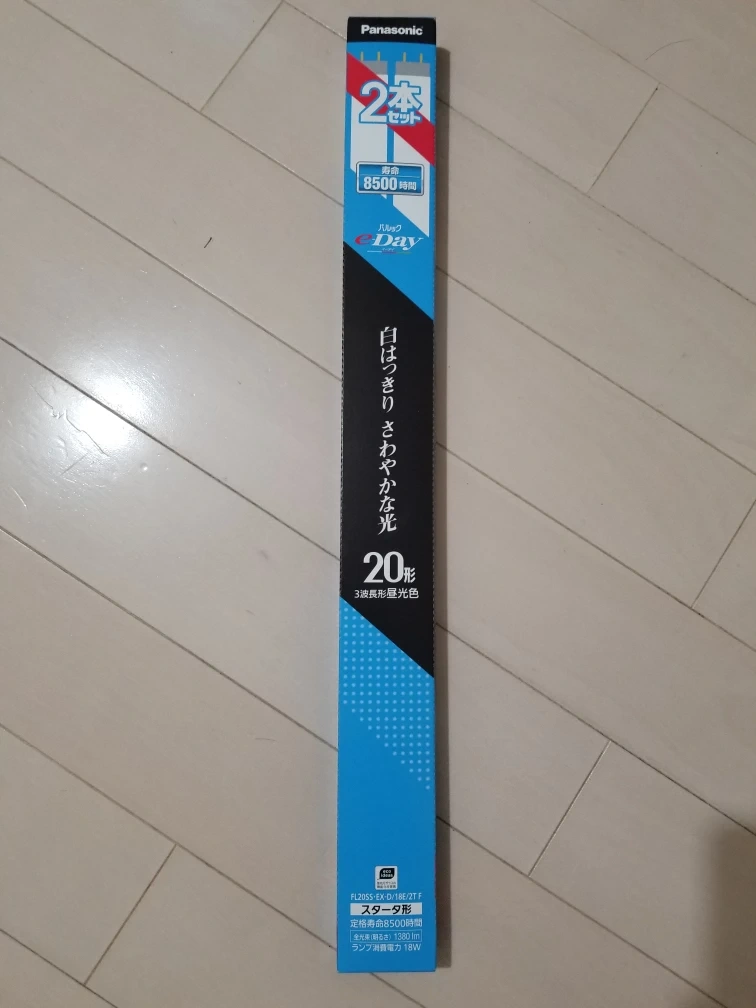 Panasonic
2本
セット
寿命
8500時間
パルック
e-Day
白はっきり さわやかな光
20形
3波長形昼光色
eco
ideas
FL20SS・EX-D/18E/2T F
スタータ形
定格寿命8500時間
全光束(明るさ) 1380 lm
ランプ消費電力 18W